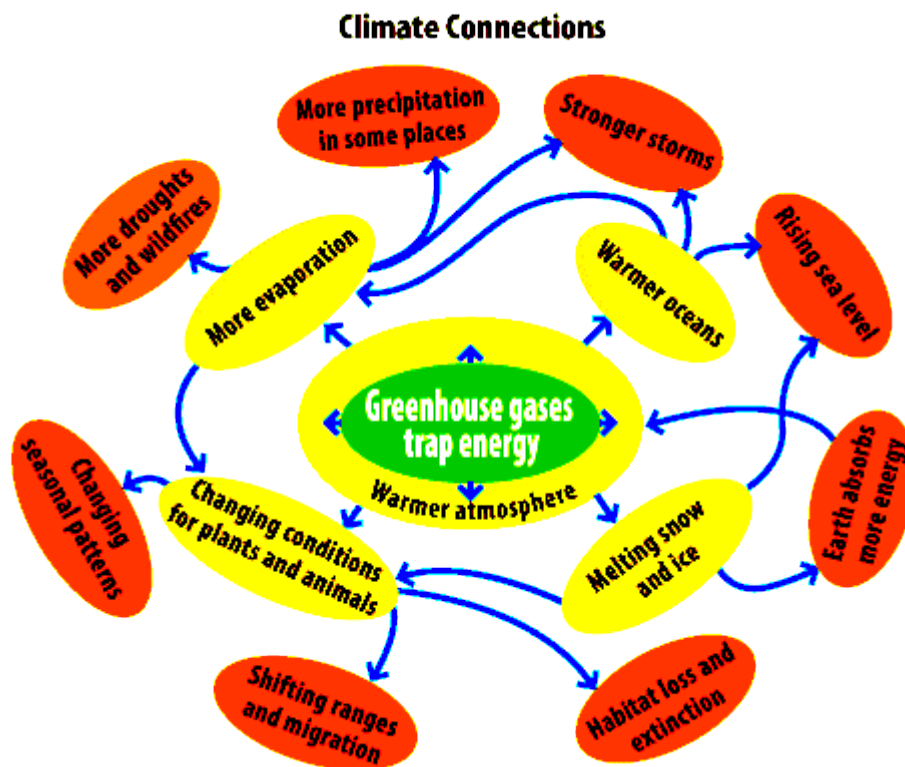 Climate Connections
More precipitation
in some places
Stronger storms
More droughts
and wildfires
More evaporation
Warmer oceans
Rising sea level
Greenhouse gases
trap energy
Warmer atmosphere
Changing
seasonal patterns
Changing conditions
for plants and animals
Melting snow
and ice
Earth absorbs
more energy
Shifting ranges
and migration
Habitat loss and
extinction